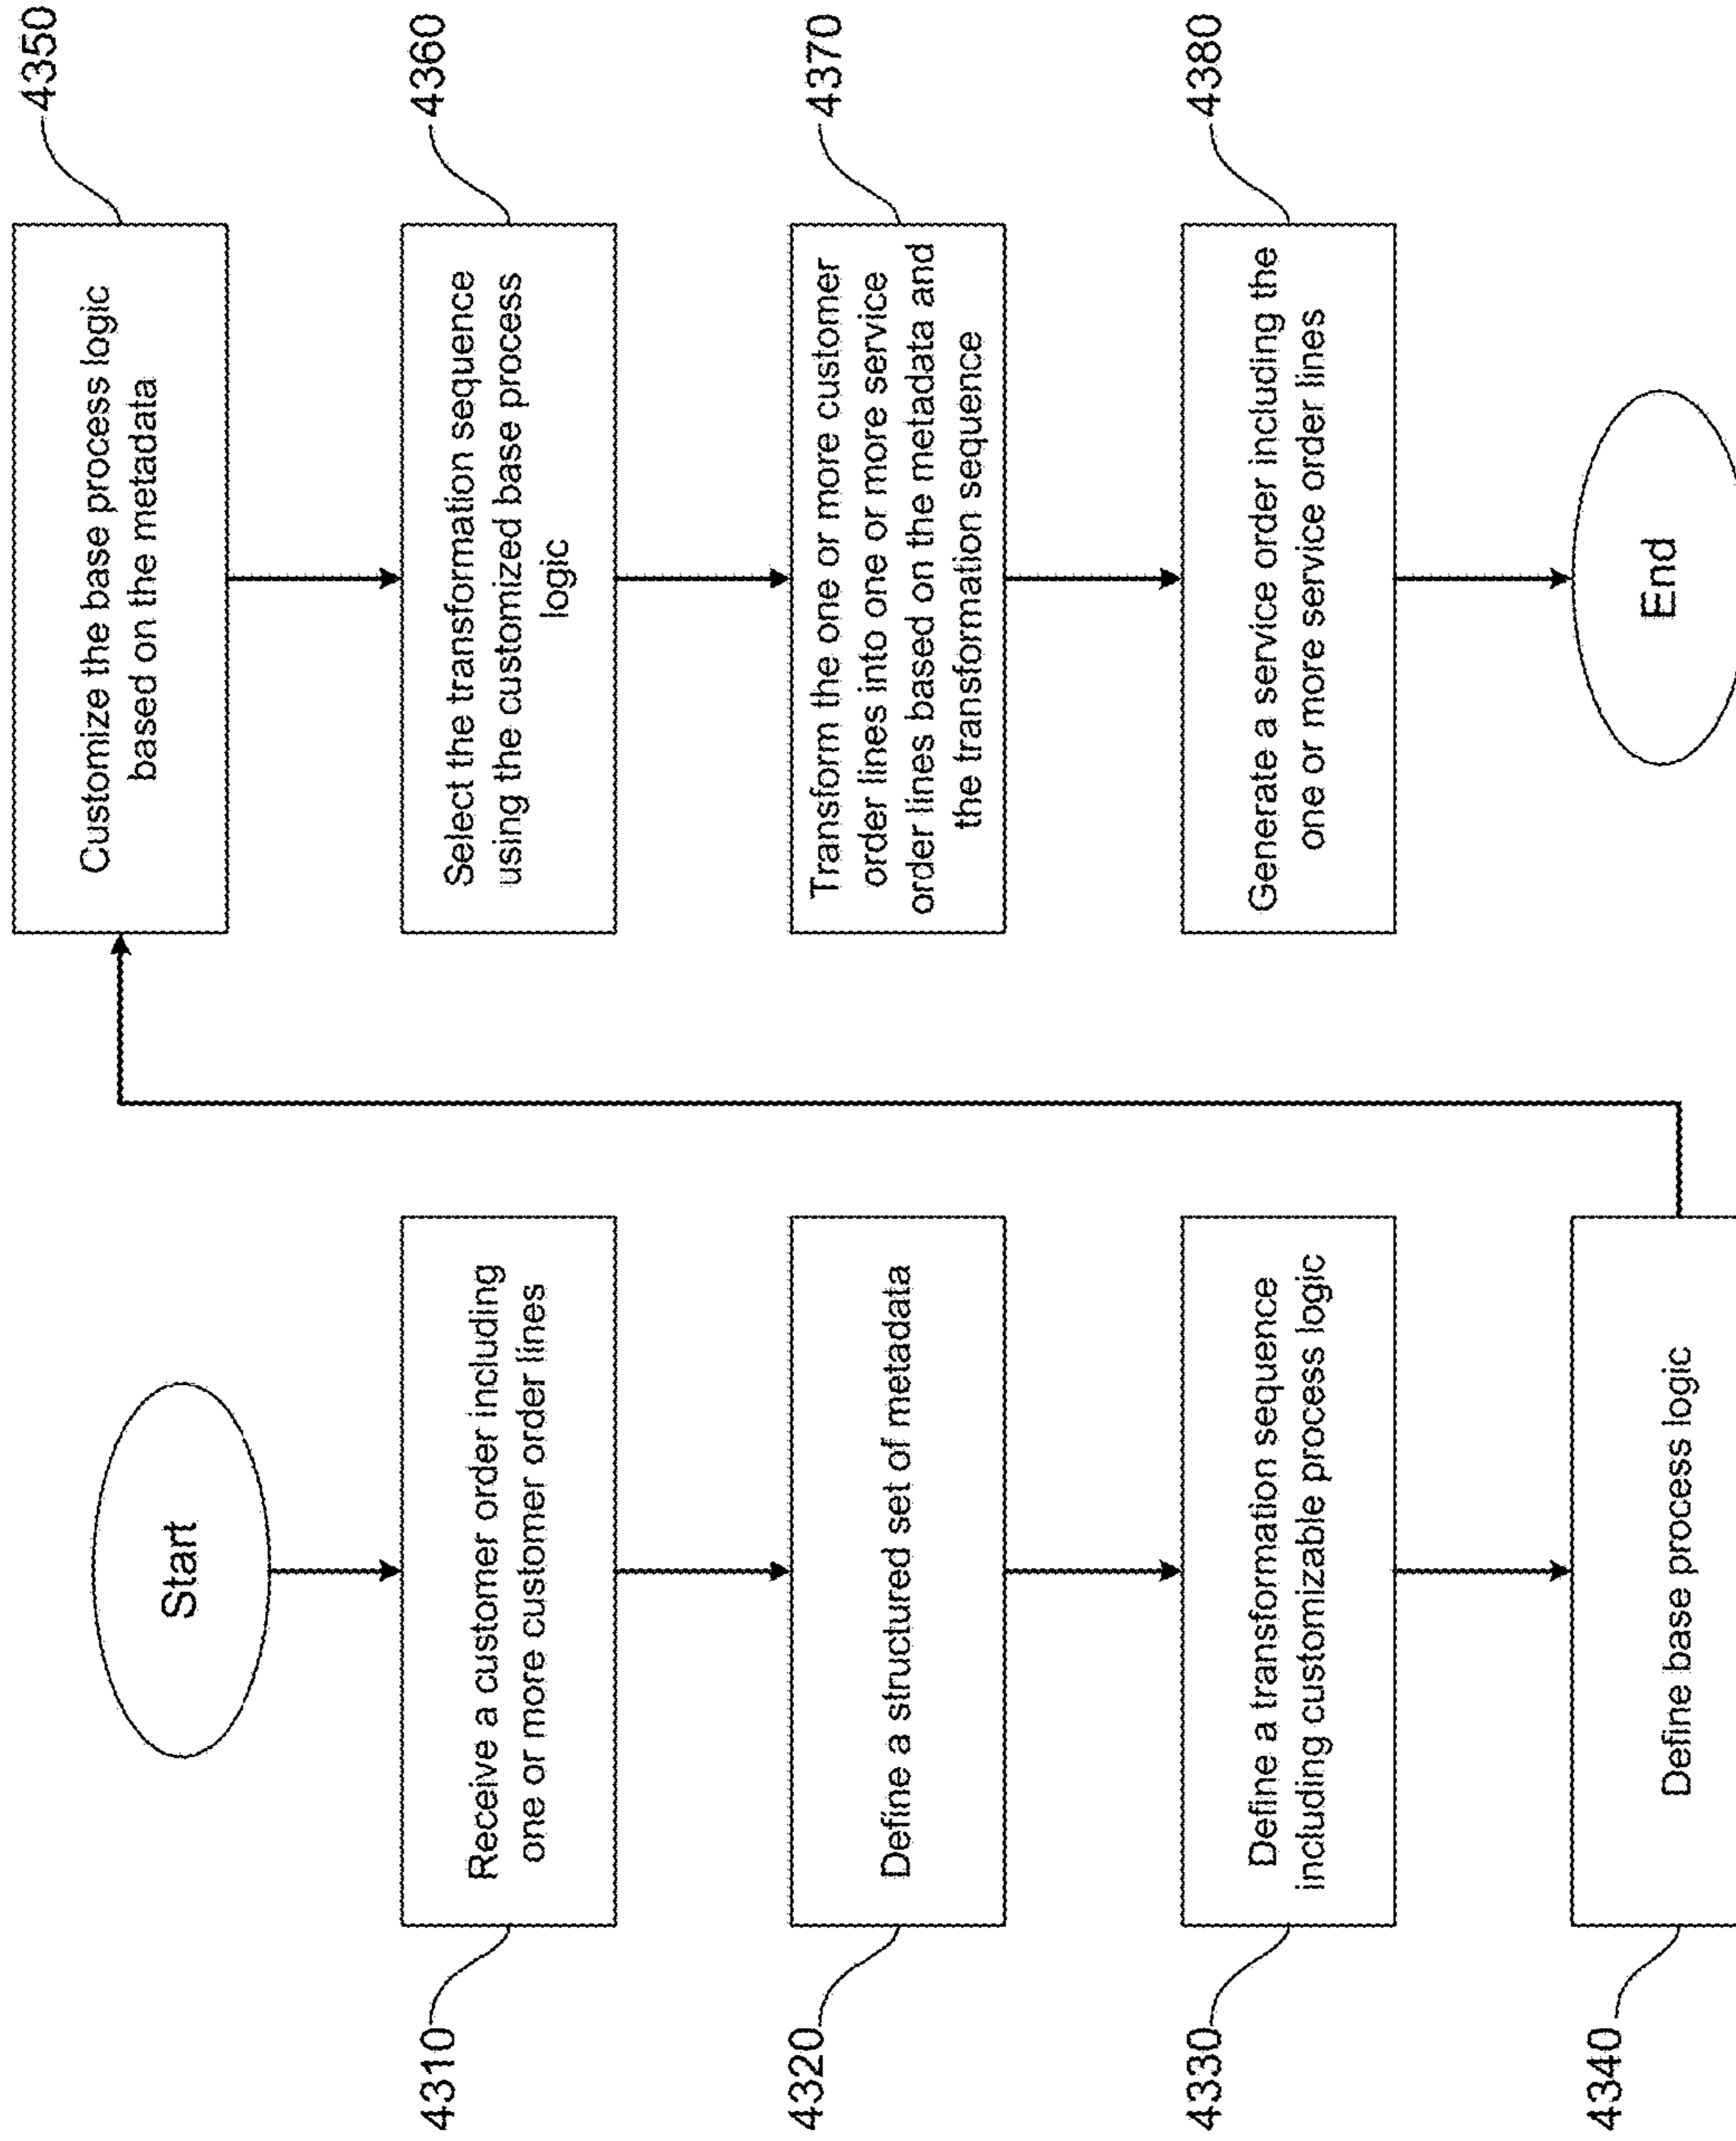 Start
4310
Receive a customer order including
one or more customer order lines
4320
Define a structured set of metadata
4330
Define a transformation sequence
including customizable process logic
4340
Define base process logic
4350
Customize the base process logic
based on the metadata
4360
Select the transformation sequence
using the customized base process
logic
4370
Transform the one or more customer
order lines into one or more service
order lines based on the metadata and
the transformation sequence
4380
Generate a service order including the
one or more service order lines
End